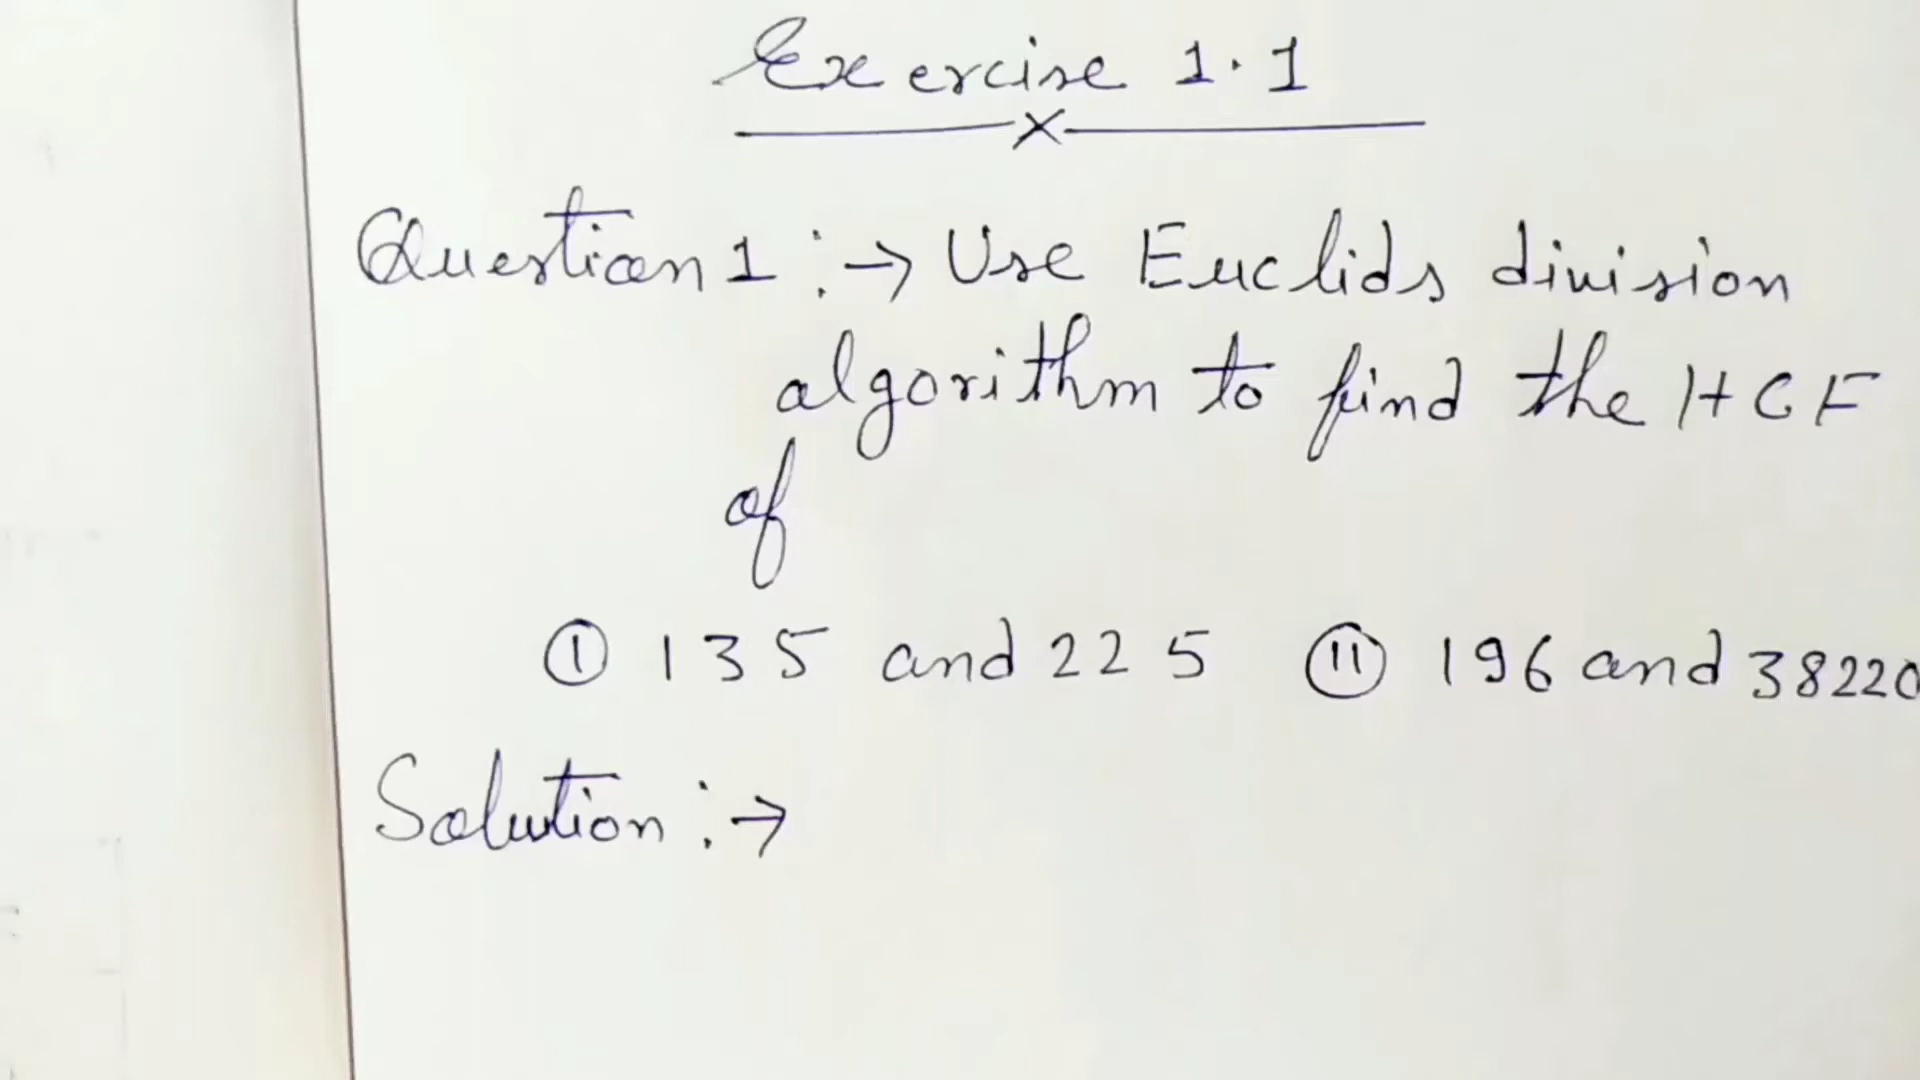 Exercise 1.1
Question 1 :→ Use Euclids division
algorithm to find the HCF
of
① 135 and 225 ⑪ 196 and 38220
Solution :→